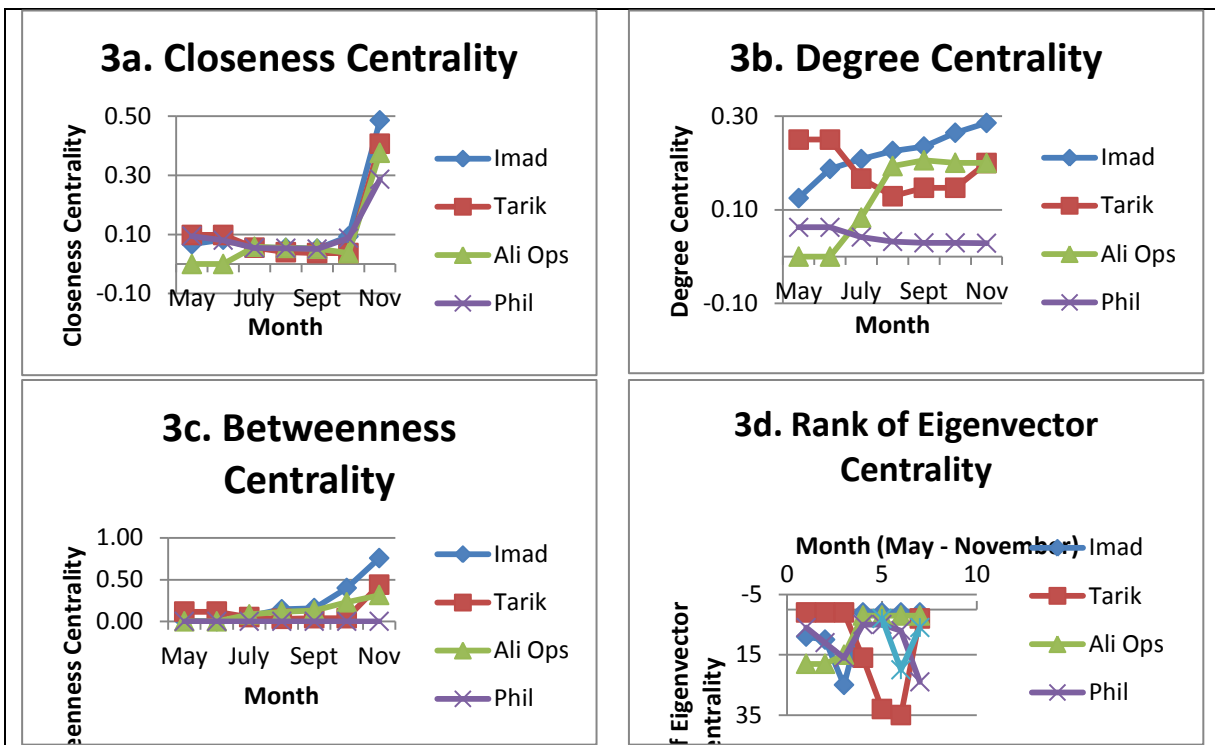 3a. Closeness Centrality
Closeness Centrality
0.50
0.30
0.10
-0.10
May July Sept Nov
Month
Imad
Tarik
Ali Ops
Phil
3b. Degree Centrality
Degree Centrality
0.30
0.10
-0.10
May July Sept Nov
Month
Imad
Tarik
Ali Ops
Phil
3c. Betweenness
Centrality
eenness Centrality
1.00
0.50
0.00
May July Sept Nov
Month
Imad
Tarik
Ali Ops
Phil
3d. Rank of Eigenvector
Centrality
Month (May - November)
0 5 10
f Eigenvector
entrality
-5
15
35
Imad
Tarik
Ali Ops
Phil